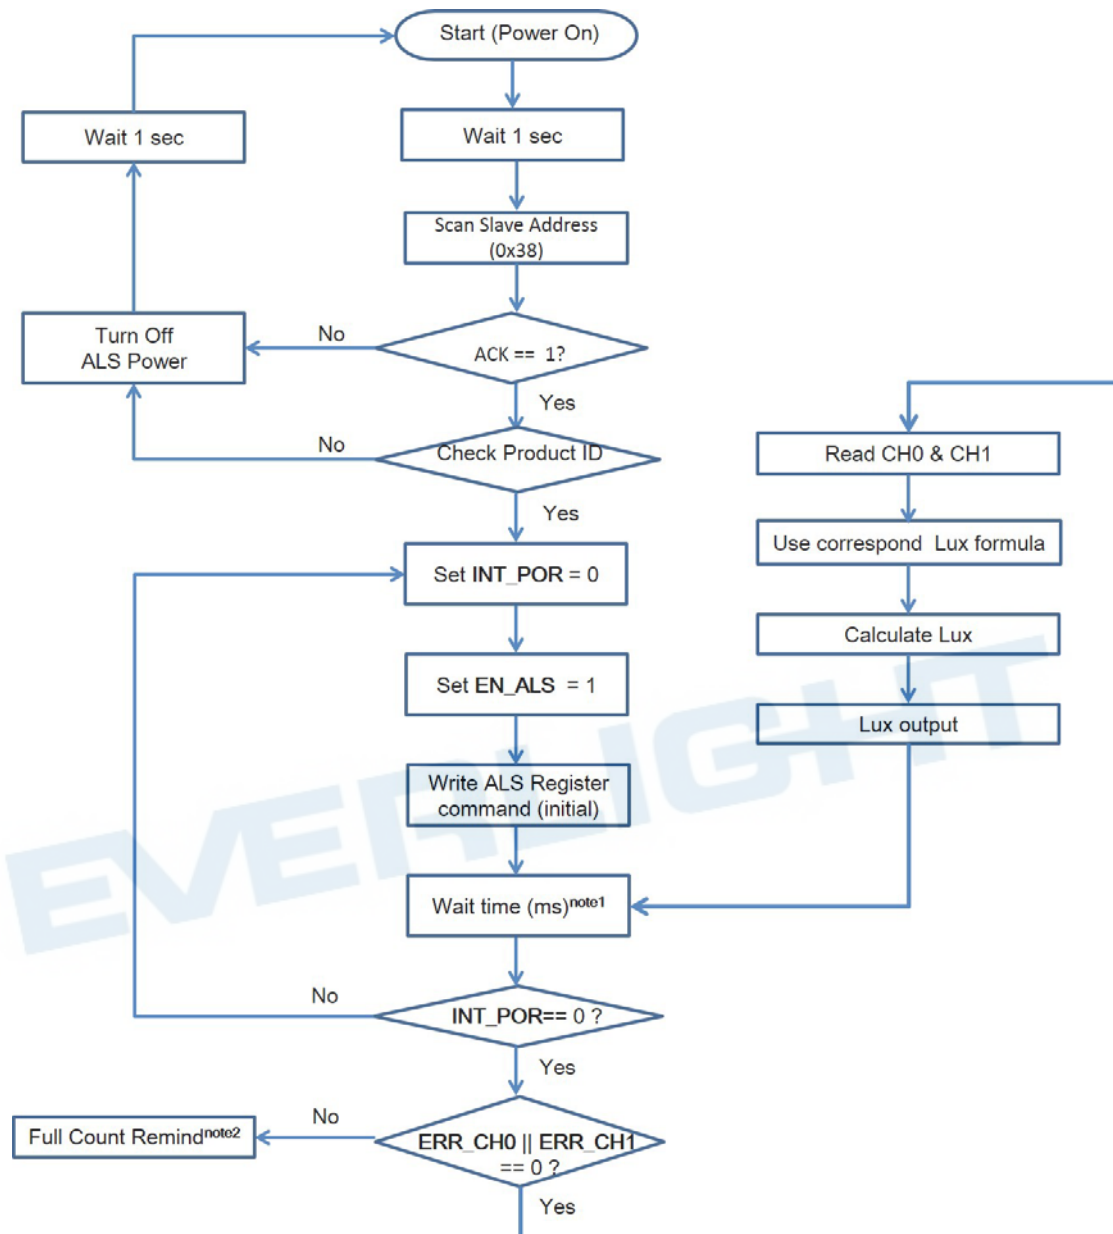 Start (Power On)
Wait 1 sec
Wait 1 sec
Scan Slave Address
(0x38)
Turn Off
ALS Power
No
ACK == 1?
Yes
No
Check Product ID
Yes
Read CH0 & CH1
Use correspond Lux formula
Set INT_POR = 0
Calculate Lux
Set EN_ALS = 1
Lux output
Write ALS Register
command (initial)
Wait time (ms)note1
No
INT_POR== 0 ?
Yes
Full Count Remindnote2
No
ERR_CH0 || ERR_CH1
== 0 ?
Yes
EVERLIGHT